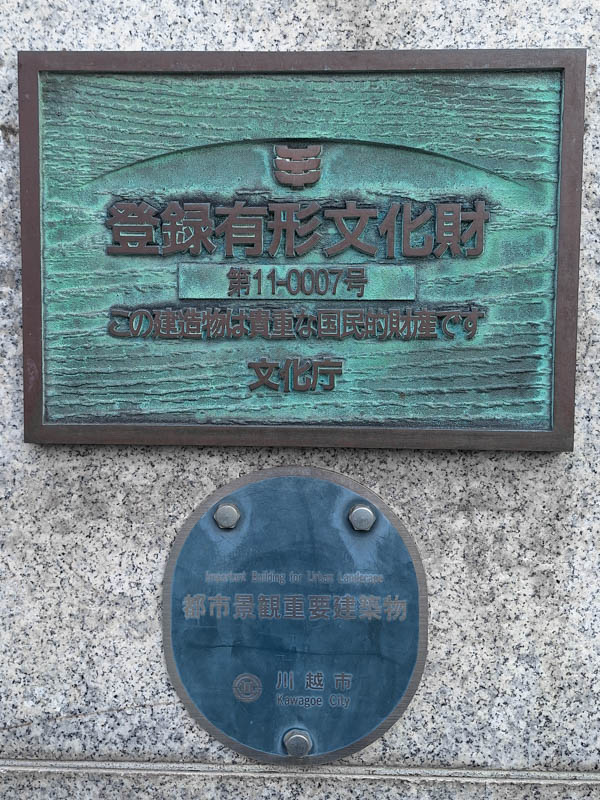 登録有形文化財
第11-0007号
この建造物は貴重な国民的財産です
文化庁
Important Building for Urban Landscape
都市景観重要建築物
川越市
Kawagoe City